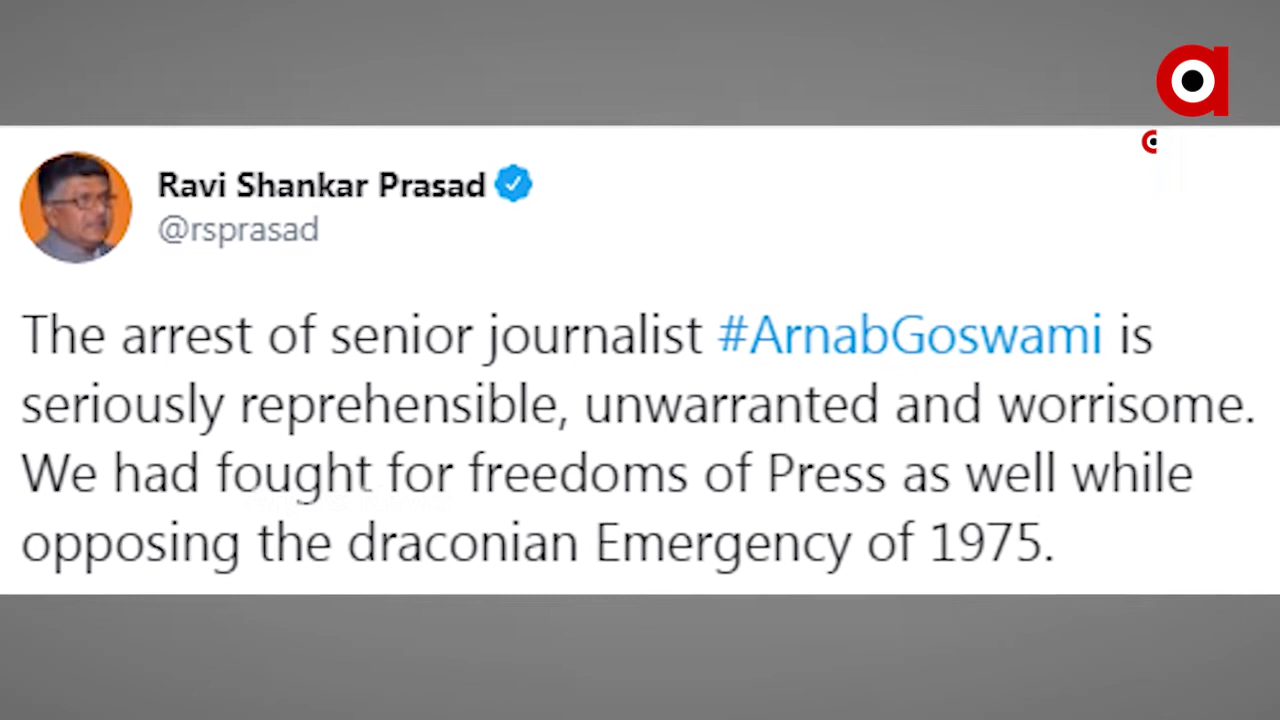 Ravi Shankar Prasad
@rsprasad
The arrest of senior journalist #ArnabGoswami is
seriously reprehensible, unwarranted and worrisome.
We had fought for freedoms of Press as well while
opposing the draconian Emergency of 1975.